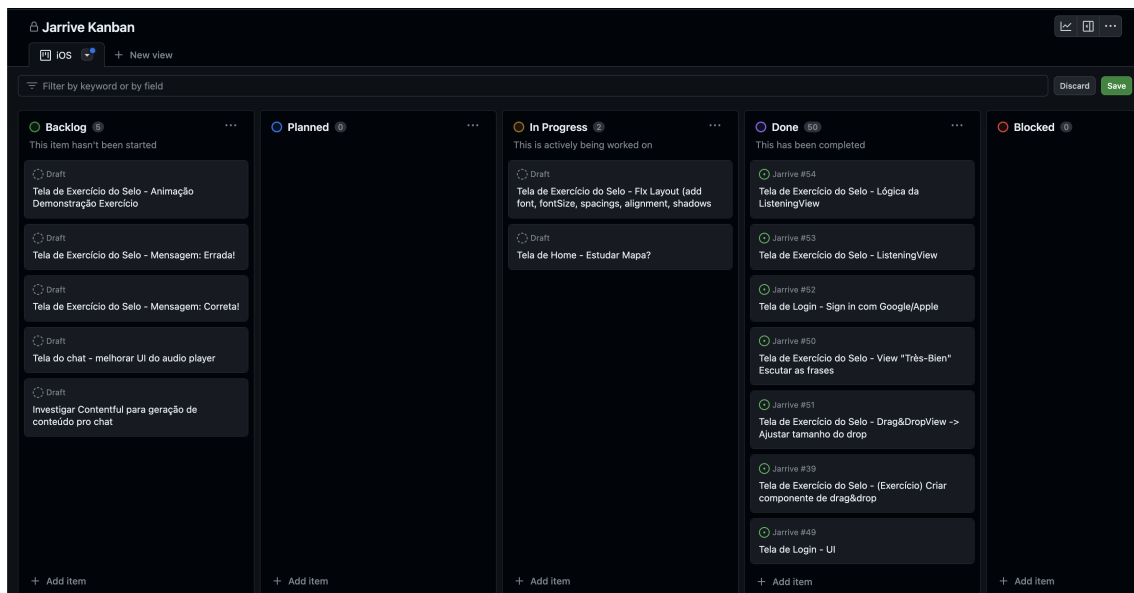 Jarrive Kanban
iOS
New view
Filter by keyword or by field
Discard
Save
Backlog 5
This item hasn't been started
Draft
Tela de Exercício do Selo - Animação
Demonstração Exercício
Draft
Tela de Exercício do Selo - Mensagem: Errada!
Draft
Tela de Exercício do Selo - Mensagem: Correta!
Draft
Tela do chat - melhorar UI do audio player
Draft
Investigar Contentful para geração de
conteúdo pro chat
+ Add item
Planned 0
+ Add item
In Progress 2
This is actively being worked on
Draft
Tela de Exercício do Selo - FIx Layout (add
font, fontSize, spacings, alignment, shadows
Draft
Tela de Home - Estudar Mapa?
+ Add item
Done 50
This has been completed
Jarrive #54
Tela de Exercício do Selo - Lógica da
ListeningView
Jarrive #53
Tela de Exercício do Selo - ListeningView
Jarrive #52
Tela de Login - Sign in com Google/Apple
Jarrive #50
Tela de Exercício do Selo - View "Très-Bien"
Escutar as frases
Jarrive #51
Tela de Exercício do Selo - Drag&DropView ->
Ajustar tamanho do drop
Jarrive #39
Tela de Exercício do Selo - (Exercício) Criar
componente de drag&drop
Jarrive #49
Tela de Login - UI
+ Add item
Blocked 0
+ Add item